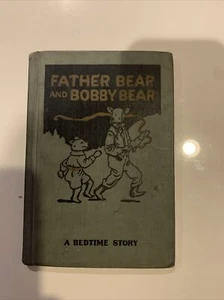 FATHER BEAR
AND BOBBY BEAR
A BEDTIME STORY